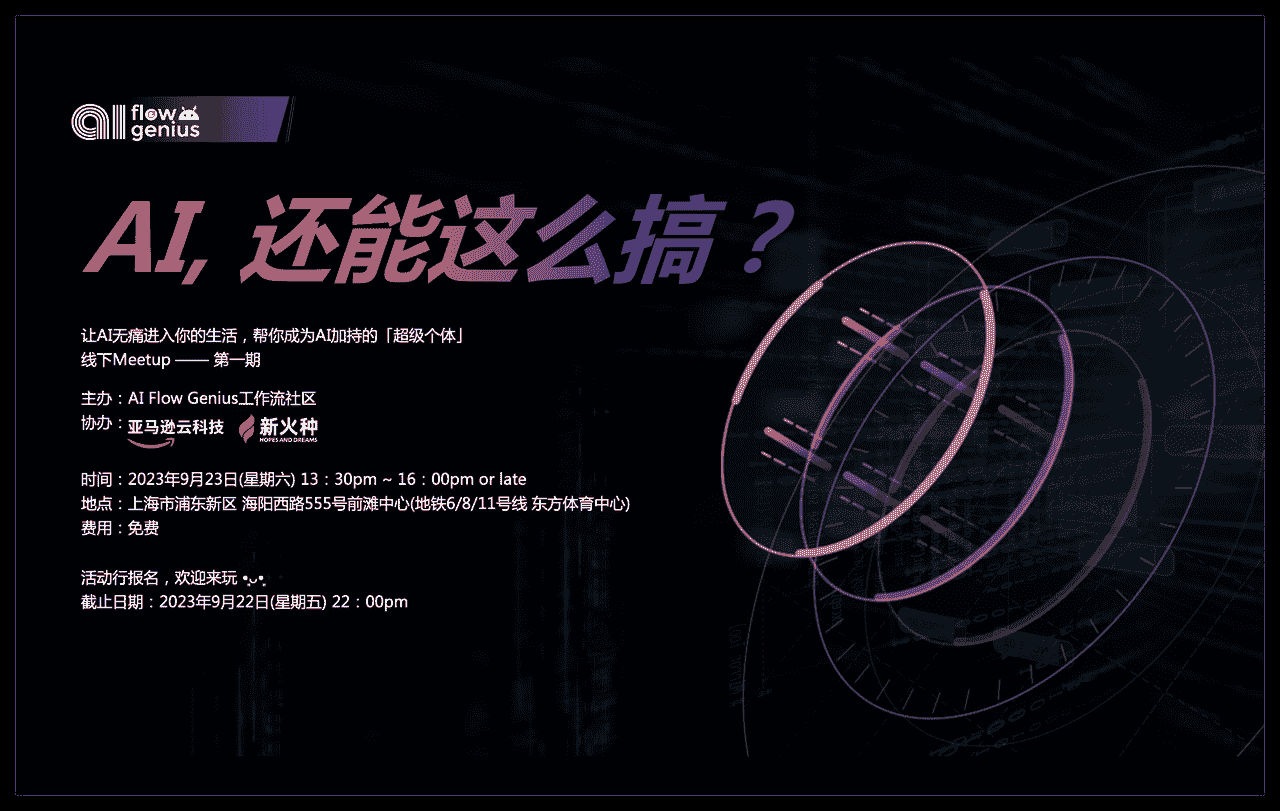 ai flow genius
AI, 还能这么搞？
让AI无痛进入你的生活，帮你成为AI加持的「超级个体」
线下Meetup —— 第一期
主办：AI Flow Genius工作流社区
协办：亚马逊云科技 新火种 HOPES AND DREAMS
时间：2023年9月23日(星期六) 13：30pm ~ 16：00pm or late
地点：上海市浦东新区 海阳西路555号前滩中心(地铁6/8/11号线 东方体育中心)
费用：免费
活动行报名，欢迎来玩 •͈ᴗ•͈
截止日期：2023年9月22日(星期五) 22：00pm